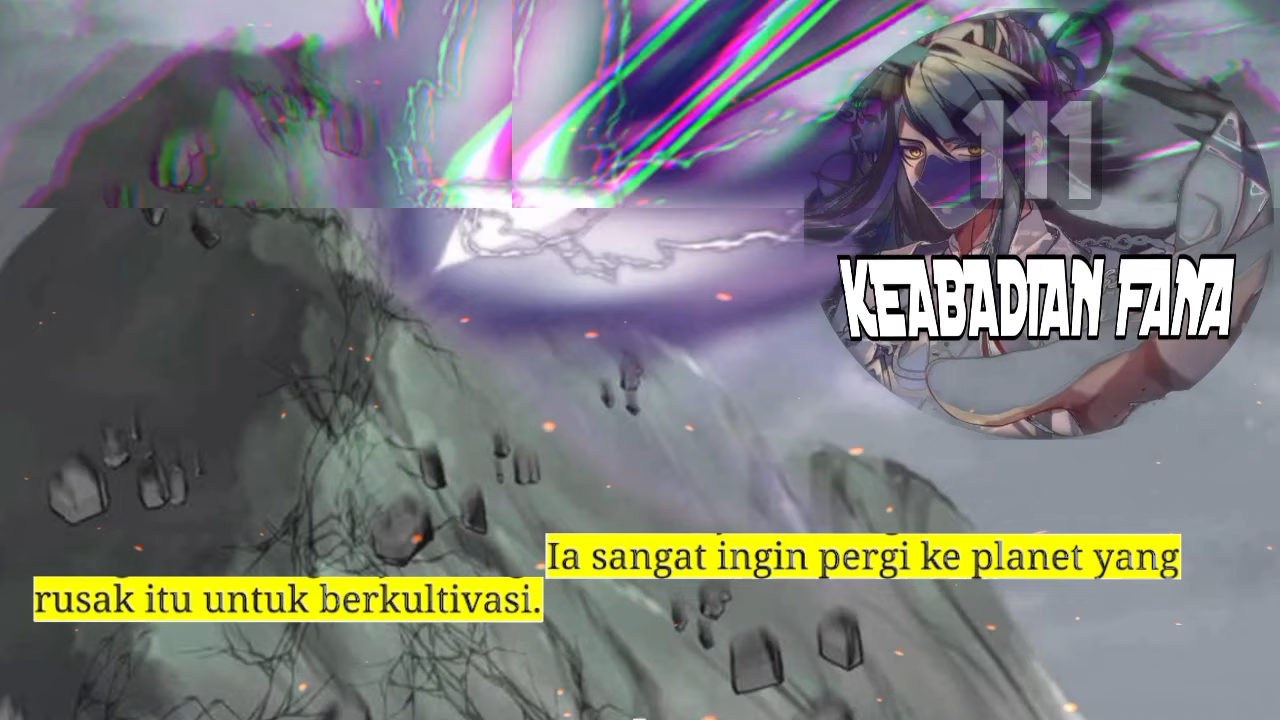 111
KEABADIAN FANA
Ia sangat ingin pergi ke planet yang
rusak itu untuk berkultivasi.